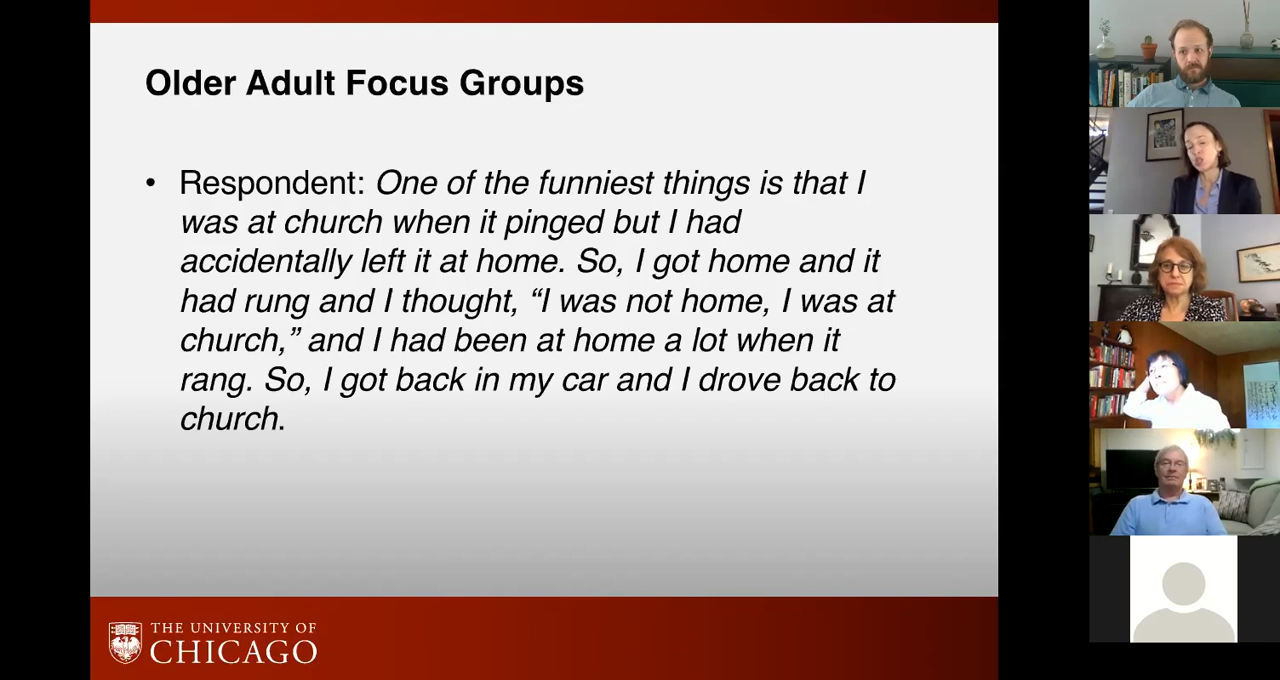 Older Adult Focus Groups
• Respondent: One of the funniest things is that I
was at church when it pinged but I had
accidentally left it at home. So, I got home and it
had rung and I thought, “I was not home, I was at
church,” and I had been at home a lot when it
rang. So, I got back in my car and I drove back to
church.
THE UNIVERSITY OF
CHICAGO